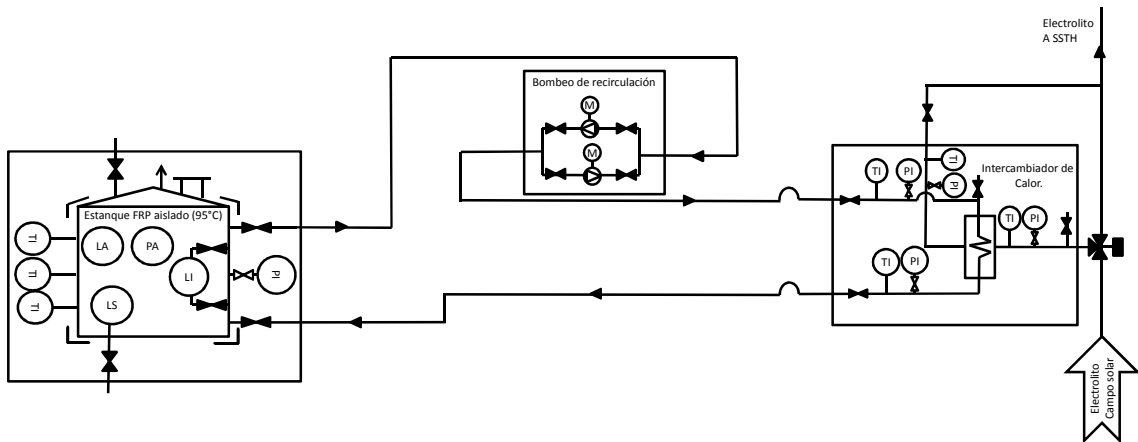 Electrolito
A SSTH
Bombeo de recirculación
M
M
Intercambiador de
Calor.
TI
PI
TI
PI
TI
PI
TI
PI
Estanque FRP aislado (95°C)
TI
TI
TI
LA
PA
LI
PI
LS
Electrolito
Campo solar